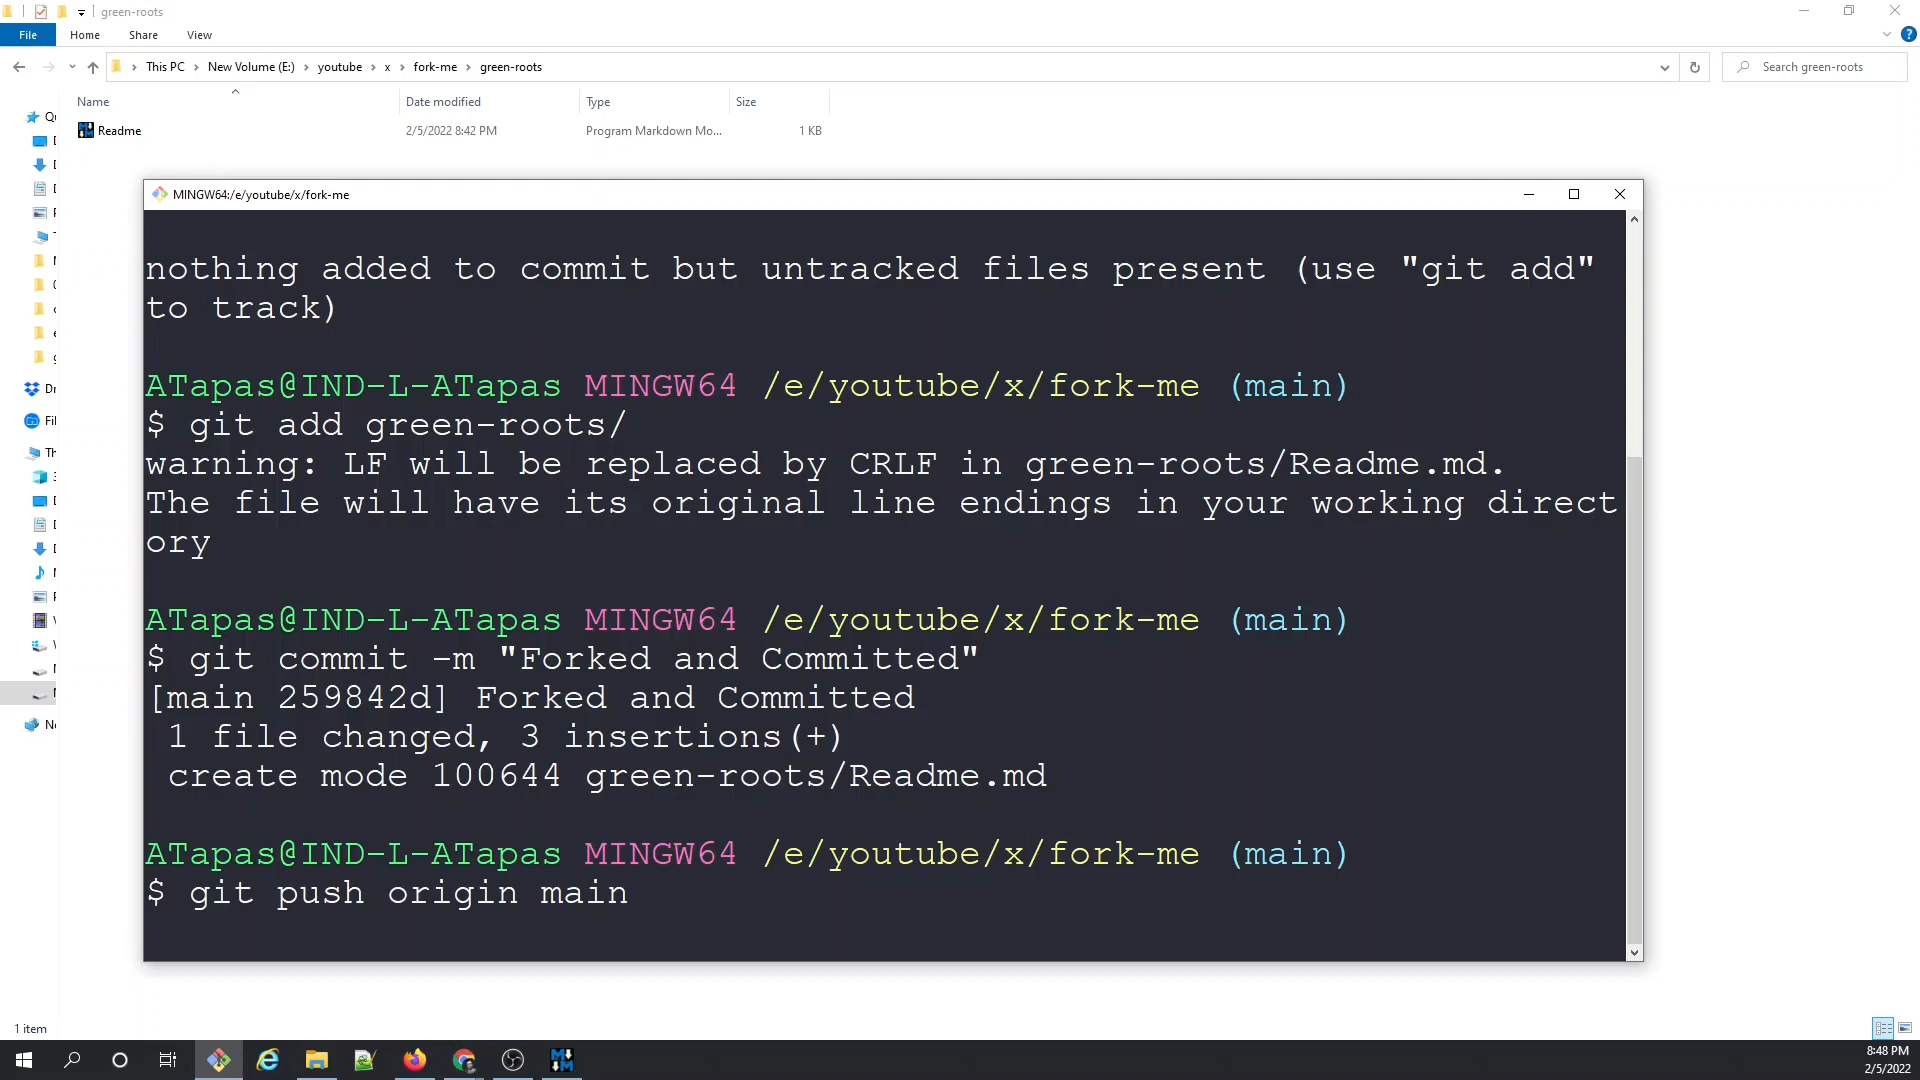 green-roots
File Home Share View
This PC New Volume (E:) youtube x fork-me green-roots
Search green-roots
Name Date modified Type Size
Readme 2/5/2022 8:42 PM Program Markdown Mo... 1 KB
MINGW64:/e/youtube/x/fork-me
nothing added to commit but untracked files present (use "git add"
to track)
ATapas@IND-L-ATapas MINGW64 /e/youtube/x/fork-me (main)
$ git add green-roots/
warning: LF will be replaced by CRLF in green-roots/Readme.md.
The file will have its original line endings in your working direct
ory
ATapas@IND-L-ATapas MINGW64 /e/youtube/x/fork-me (main)
$ git commit -m "Forked and Committed"
[main 259842d] Forked and Committed
1 file changed, 3 insertions(+)
create mode 100644 green-roots/Readme.md
ATapas@IND-L-ATapas MINGW64 /e/youtube/x/fork-me (main)
$ git push origin main
1 item
8:48 PM
2/5/2022